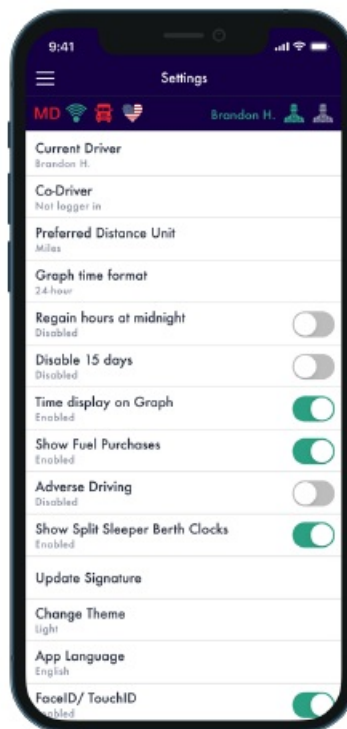 9:41
Settings
MD Brandon H.
Current Driver
Brandon H.
Co-Driver
Not logger in
Preferred Distance Unit
Miles
Graph time format
24-hour
Regain hours at midnight
Disabled
Disable 15 days
Disabled
Time display on Graph
Enabled
Show Fuel Purchases
Enabled
Adverse Driving
Disabled
Show Split Sleeper Berth Clocks
Enabled
Update Signature
Change Theme
Light
App Language
English
FaceID/ TouchID
Enabled